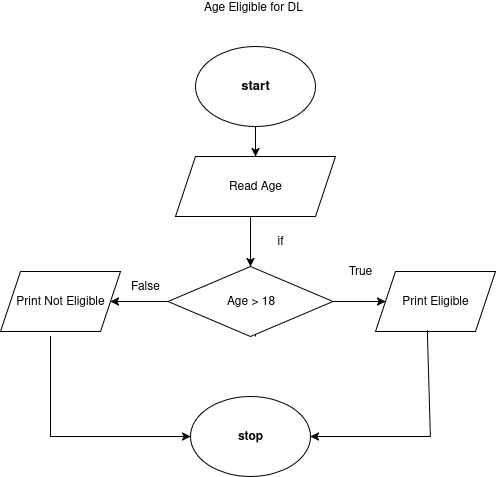 Age Eligible for DL
start
Read Age
if
True
False
Print Not Eligible
Age > 18
Print Eligible
stop